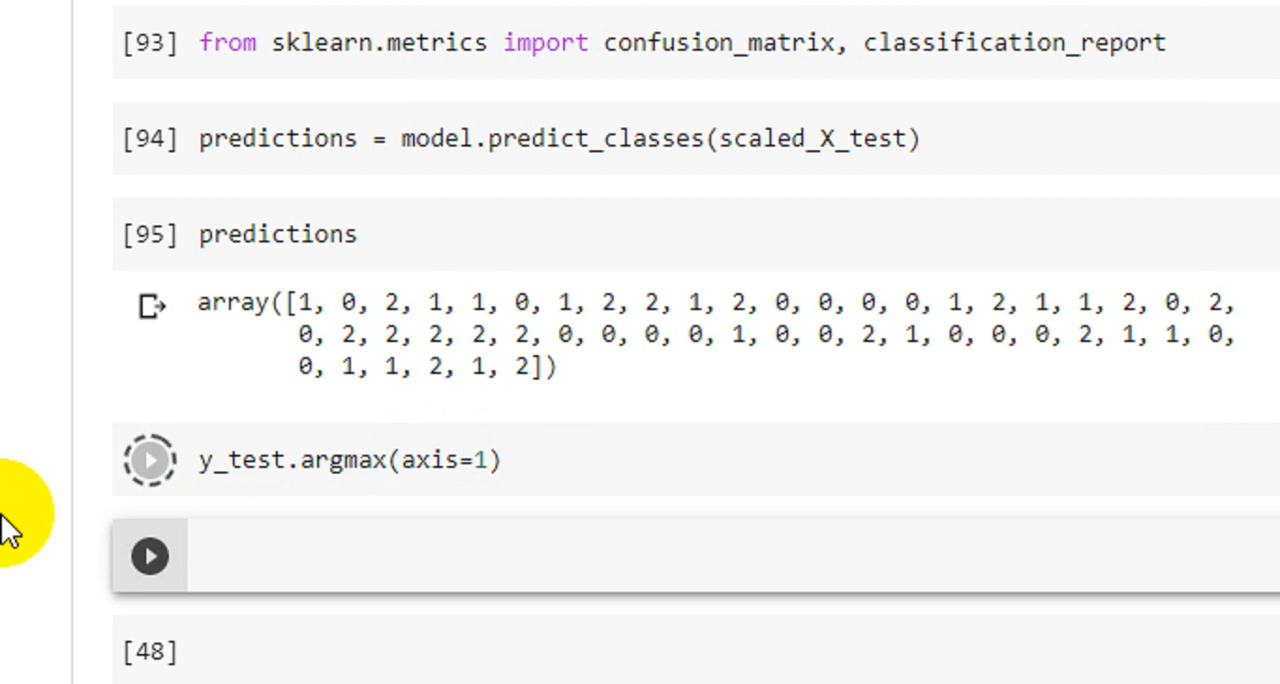 [93] from sklearn.metrics import confusion_matrix, classification_report
[94] predictions = model.predict_classes(scaled_X_test)
[95] predictions
array([1, 0, 2, 1, 1, 0, 1, 2, 2, 1, 2, 0, 0, 0, 0, 1, 2, 1, 1, 2, 0, 2,
0, 2, 2, 2, 2, 2, 0, 0, 0, 0, 1, 0, 0, 2, 1, 0, 0, 0, 2, 1, 1, 0,
0, 1, 1, 2, 1, 2])
y_test.argmax(axis=1)
[48]